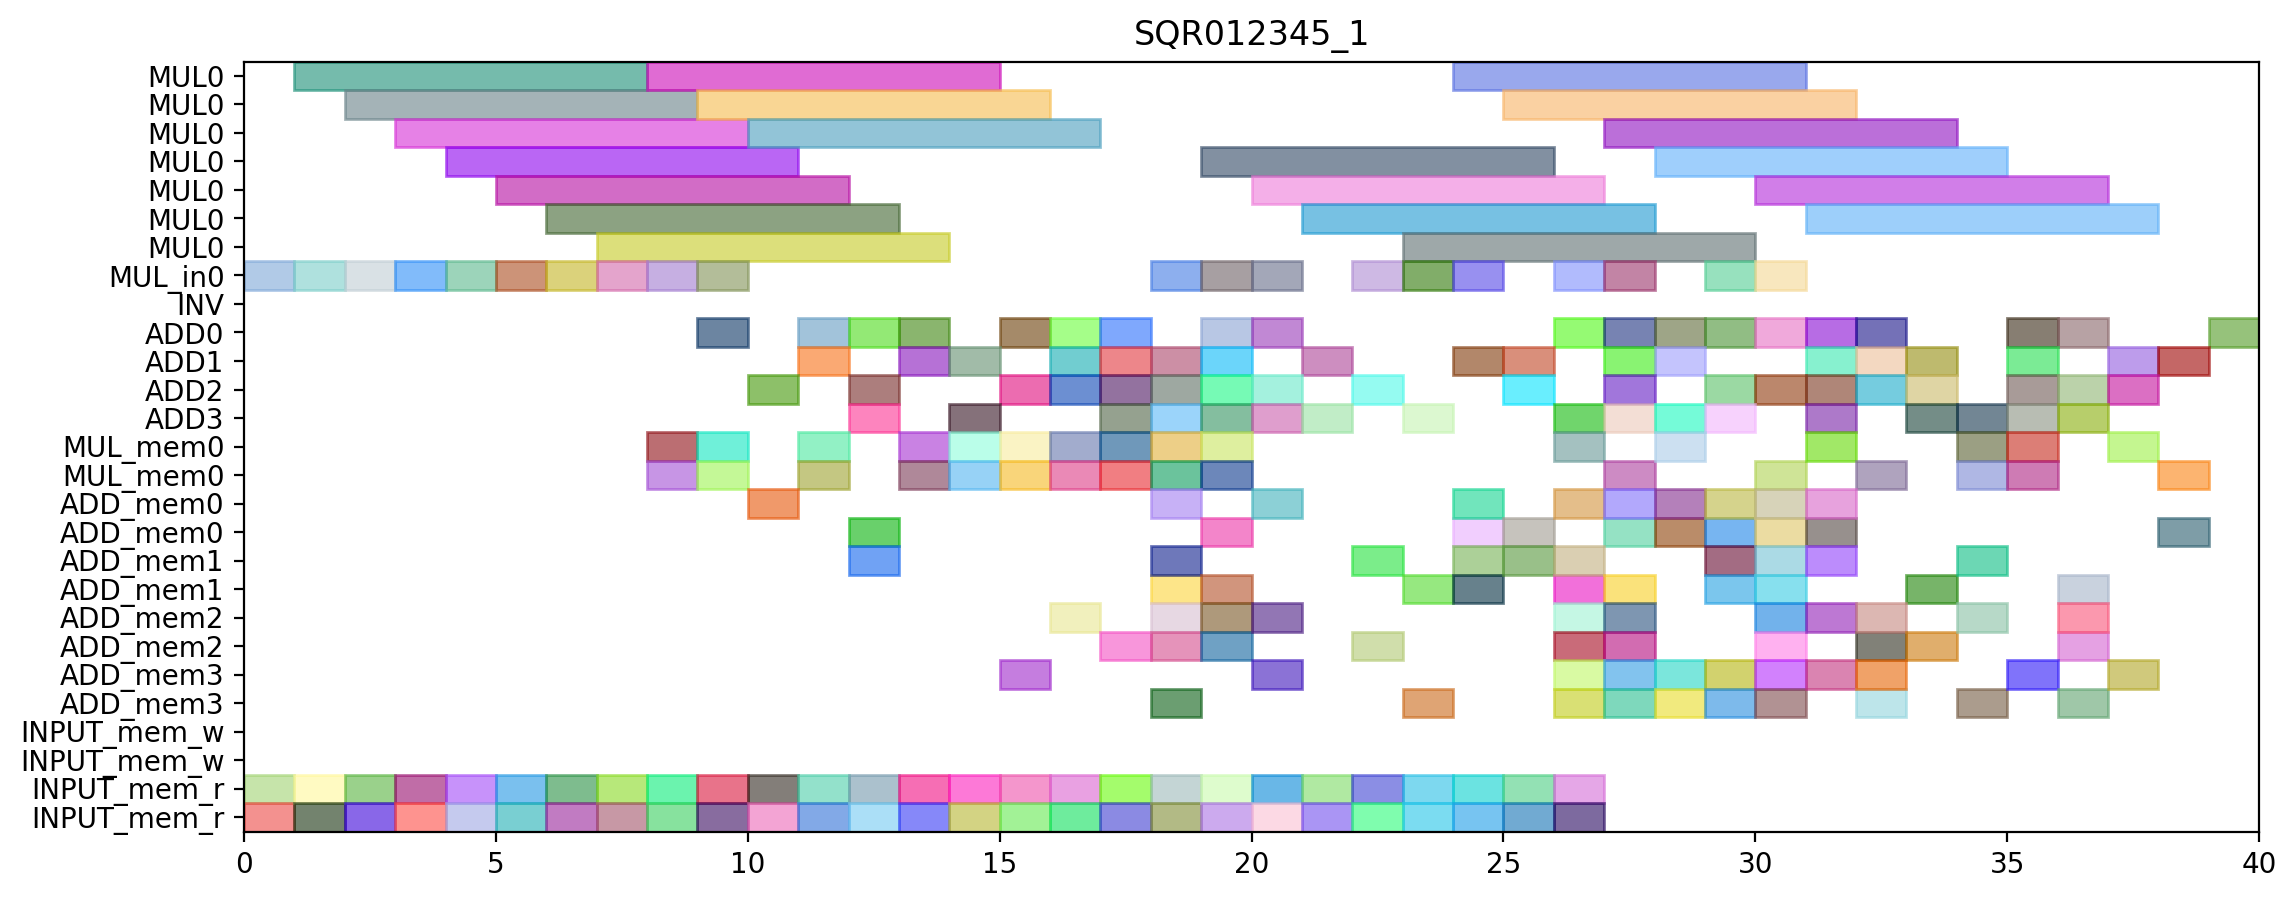 SQR012345_1
MUL0
MUL0
MUL0
MUL0
MUL0
MUL0
MUL0
MUL_in0
INV
ADD0
ADD1
ADD2
ADD3
MUL_mem0
MUL_mem0
ADD_mem0
ADD_mem0
ADD_mem1
ADD_mem1
ADD_mem2
ADD_mem2
ADD_mem3
ADD_mem3
INPUT_mem_w
INPUT_mem_w
INPUT_mem_r
INPUT_mem_r
0 5 10 15 20 25 30 35 40